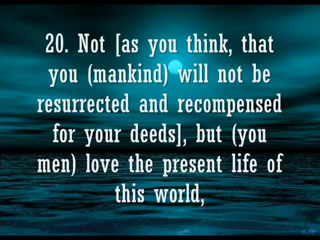 20. Not [as you think, that
you (mankind) will not be
resurrected and recompensed
for your deeds], but (you
men) love the present life of
this world,